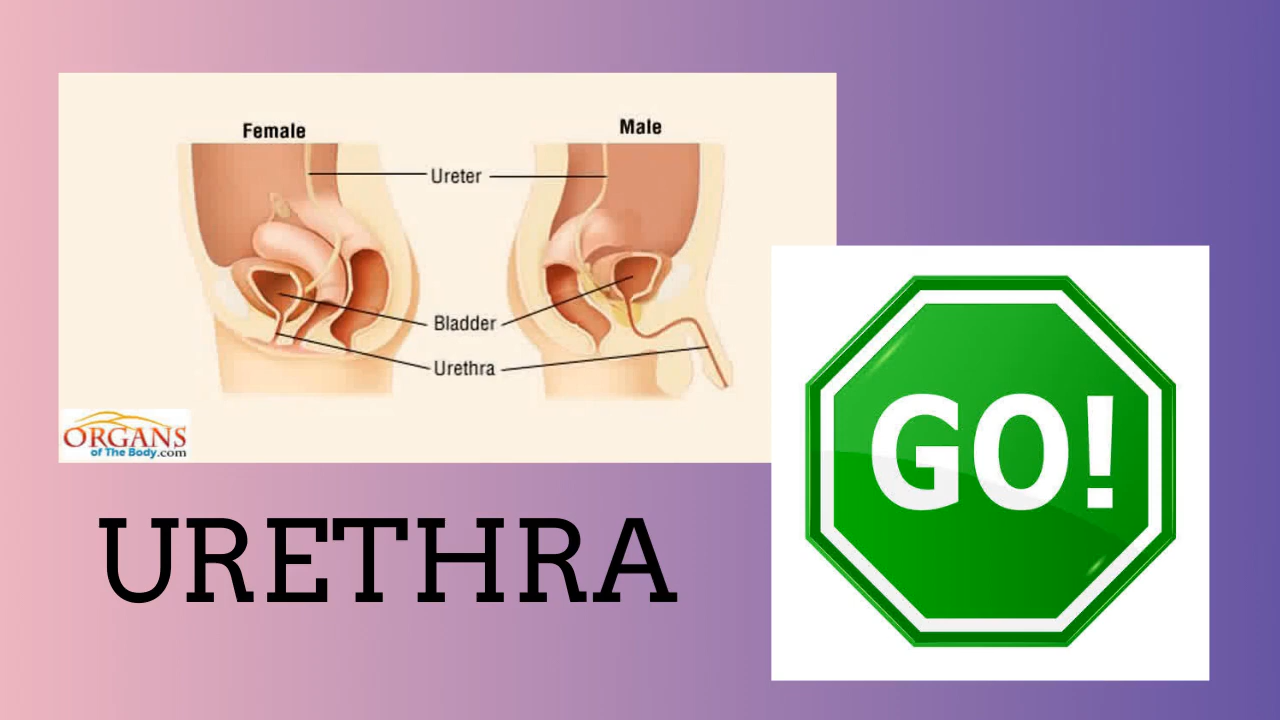 Female
Male
Ureter
Bladder
Urethra
ORGANS
of The Body.com
GO!
URETHRA